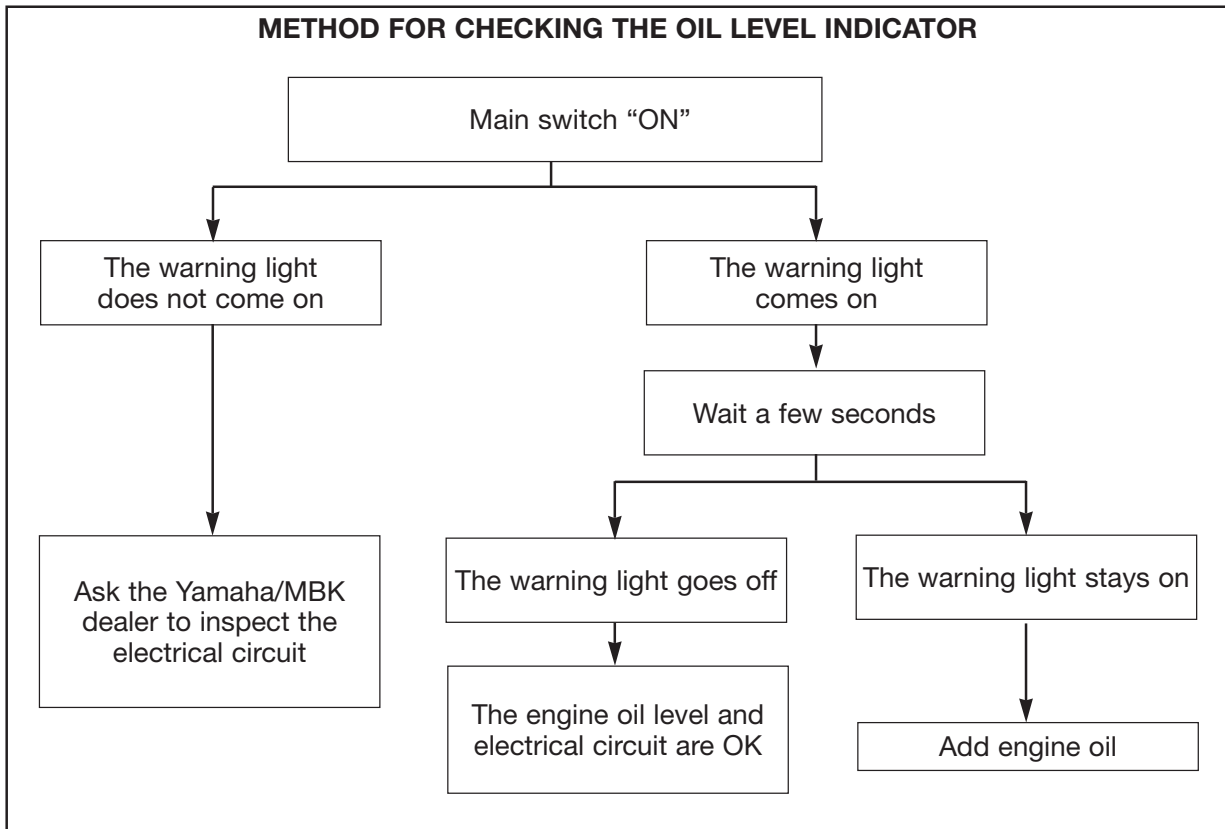 METHOD FOR CHECKING THE OIL LEVEL INDICATOR
Main switch “ON”
The warning light
does not come on
The warning light
comes on
Wait a few seconds
Ask the Yamaha/MBK
dealer to inspect the
electrical circuit
The warning light goes off
The warning light stays on
The engine oil level and
electrical circuit are OK
Add engine oil